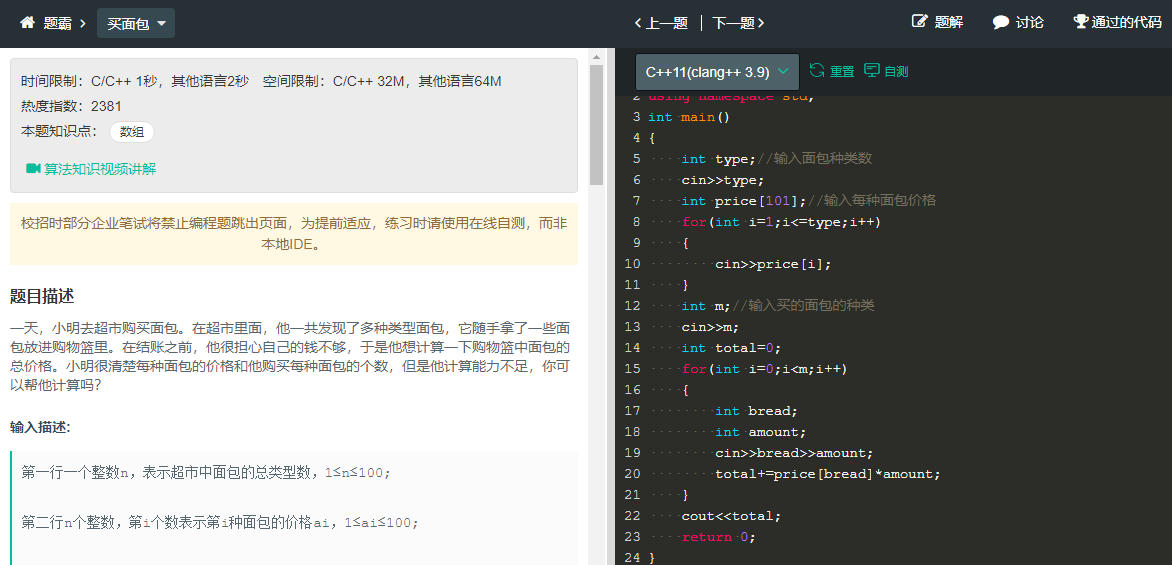 题霸 > 买面包
上一题 | 下一题 题解 讨论 通过的代码
时间限制：C/C++ 1秒，其他语言2秒 空间限制：C/C++ 32M，其他语言64M
热度指数：2381
本题知识点： 数组
算法知识视频讲解
校招时部分企业笔试将禁止编程题跳出页面，为提前适应，练习时请使用在线自测，而非
本地IDE。
题目描述
一天，小明去超市购买面包。在超市里面，他一共发现了多种类型面包，它随手拿了一些面
包放进购物篮里。在结账之前，他很担心自己的钱不够，于是他想计算一下购物篮中面包的
总价格。小明很清楚每种面包的价格和他购买每种面包的个数，但是他计算能力不足，你可
以帮他计算吗？
输入描述:
第一行一个整数n，表示超市中面包的总类型数，1≤n≤100;
第二行n个整数，第i个数表示第i种面包的价格ai，1≤ai≤100;
C++11(clang++ 3.9) 重置 自测
2 using namespace std;
3 int main()
4 {
5 int type;//输入面包种类数
6 cin>>type;
7 int price[101];//输入每种面包价格
8 for(int i=1;i<=type;i++)
9 {
10 cin>>price[i];
11 }
12 int m;//输入买的面包的种类
13 cin>>m;
14 int total=0;
15 for(int i=0;i<m;i++)
16 {
17 int bread;
18 int amount;
19 cin>>bread>>amount;
20 total+=price[bread]*amount;
21 }
22 cout<<total;
23 return 0;
24 }